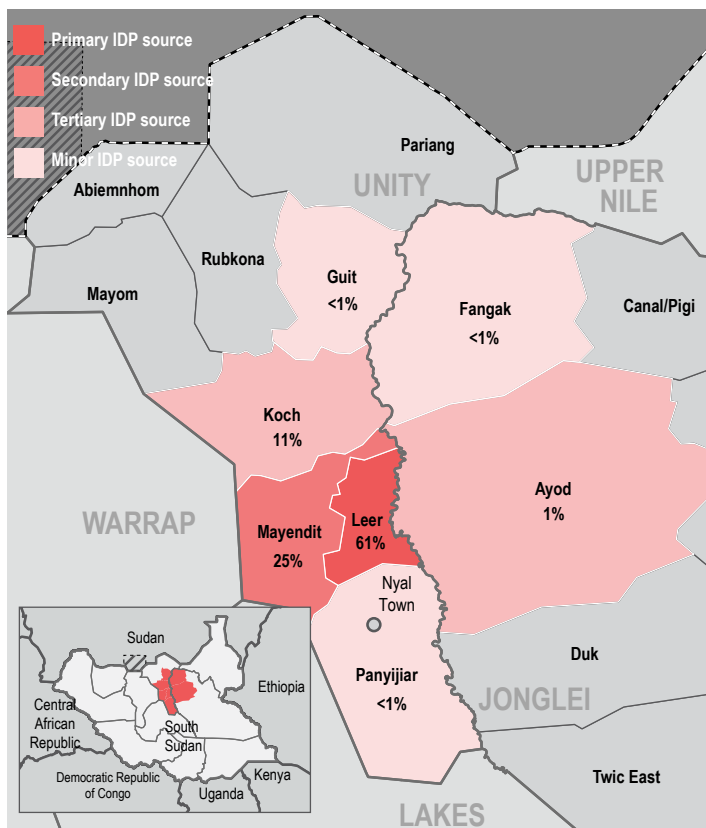 Primary IDP source
Secondary IDP source
Tertiary IDP source
Minor IDP source
Pariang
UNITY
UPPER
NILE
Abiemnhom
Rubkona
Mayom
Guit
<1%
Fangak
<1%
Canal/Pigi
Koch
11%
WARRAP
Mayendit
25%
Leer
61%
Ayod
1%
Nyal
Town
Panyijiar
<1%
Duk
JONGLEI
Twic East
LAKES
Sudan
Ethiopia
Central
African
Republic
South
Sudan
Democratic Republic
of Congo
Uganda
Kenya